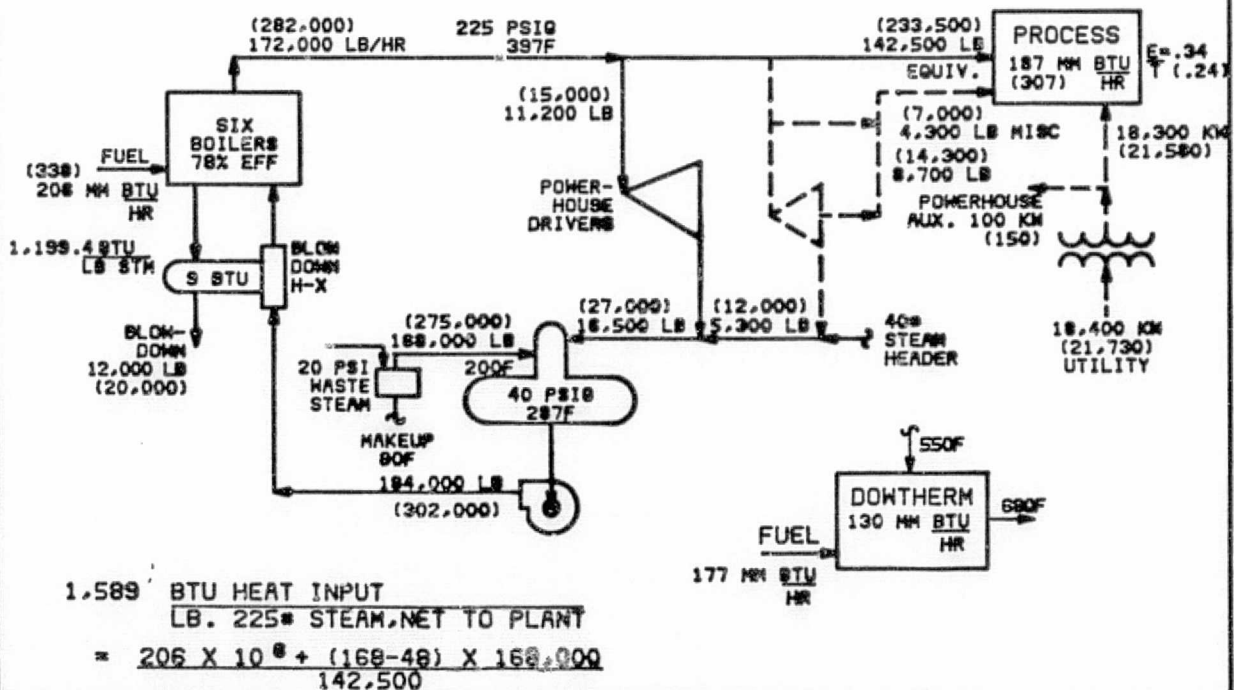 (282,000)
172,000 LB/HR
225 PSIG
397F
(233,500)
142,500 LB
EQUIV.
PROCESS
187 MM BTU
HR
(307)
E=.34
T (.24)
(15,000)
11,200 LB
(7,000)
4,300 LB MISC
(14,300)
9,700 LB
18,300 KW
(21,580)
SIX
BOILERS
78% EFF
FUEL
(338)
206 MM BTU
HR
POWER-
HOUSE
DRIVERS
POWERHOUSE
AUX. 100 KW
(150)
1,199.4 BTU
LB STM
9 BTU
BLOW
DOWN
H-X
BLOW-
DOWN
12,000 LB
(20,000)
(275,000)
168,000 LB
(27,000)
16,500 LB
(12,000)
5,300 LB
40#
STEAM
HEADER
18,400 KW
(21,730)
UTILITY
20 PSI
WASTE
STEAM
200F
40 PSIG
287F
MAKEUP
80F
184,000 LB
(302,000)
550F
DOWTHERM
130 MM BTU
HR
680F
FUEL
177 MM BTU
HR
1,589 BTU HEAT INPUT
LB. 225# STEAM,NET TO PLANT
= 206 X 10 6 + (168-48) X 168,000
142,500